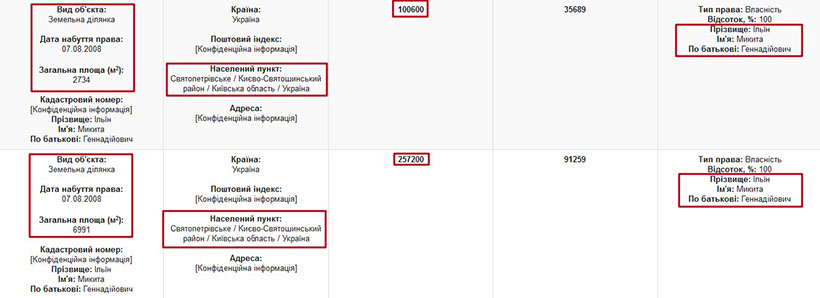 Вид об'єкта:
Земельна ділянка
Дата набуття права:
07.08.2008
Загальна площа (м²):
2734
Кадастровий номер:
[Конфіденційна інформація]
Прізвище: Ільїн
Ім'я: Микита
По батькові: Геннадійович
Країна:
Україна
Поштовий індекс:
[Конфіденційна інформація]
Населений пункт:
Святопетрівське / Києво-Святошинський
район / Київська область / Україна
Адреса:
[Конфіденційна інформація]
100600
35689
Тип права: Власність
Відсоток, %: 100
Прізвище: Ільїн
Ім'я: Микита
По батькові: Геннадійович
Вид об'єкта:
Земельна ділянка
Дата набуття права:
07.08.2008
Загальна площа (м²):
6991
Кадастровий номер:
[Конфіденційна інформація]
Прізвище: Ільїн
Ім'я: Микита
По батькові: Геннадійович
Країна:
Україна
Поштовий індекс:
[Конфіденційна інформація]
Населений пункт:
Святопетрівське / Києво-Святошинський
район / Київська область / Україна
Адреса:
[Конфіденційна інформація]
257200
91259
Тип права: Власність
Відсоток, %: 100
Прізвище: Ільїн
Ім'я: Микита
По батькові: Геннадійович